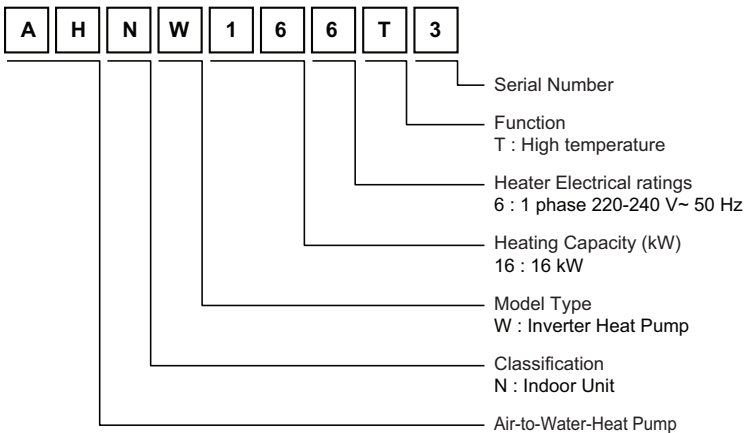 A H N W 1 6 6 T 3
Serial Number
Function
T : High temperature
Heater Electrical ratings
6 : 1 phase 220-240 V~ 50 Hz
Heating Capacity (kW)
16 : 16 kW
Model Type
W : Inverter Heat Pump
Classification
N : Indoor Unit
Air-to-Water-Heat Pump